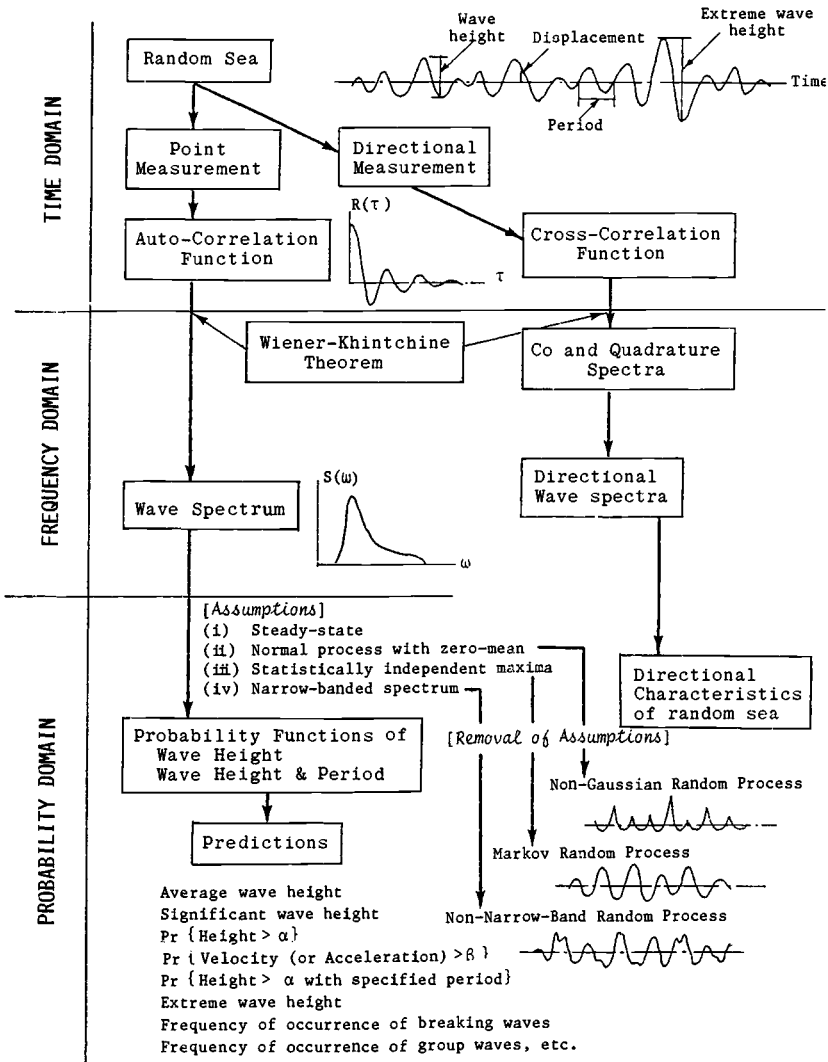 Wave
height
Extreme wave
height
Displacement
Random Sea
Time
Period
TIME DOMAIN
Point
Measurement
Directional
Measurement
R(τ)
τ
Auto-Correlation
Function
Cross-Correlation
Function
FREQUENCY DOMAIN
Wiener-Khintchine
Theorem
Co and Quadrature
Spectra
Directional
Wave spectra
Wave Spectrum
S(ω)
ω
PROBABILITY DOMAIN
[Assumptions]
(i) Steady-state
(ii) Normal process with zero-mean
(iii) Statistically independent maxima
(iv) Narrow-banded spectrum
Directional
Characteristics
of random sea
Probability Functions of
Wave Height
Wave Height & Period
[Removal of Assumptions]
Non-Gaussian Random Process
Predictions
Markov Random Process
Non-Narrow-Band Random Process
Average wave height
Significant wave height
Pr {Height > α}
Pr {Velocity (or Acceleration) > β}
Pr {Height > α with specified period}
Extreme wave height
Frequency of occurrence of breaking waves
Frequency of occurrence of group waves, etc.